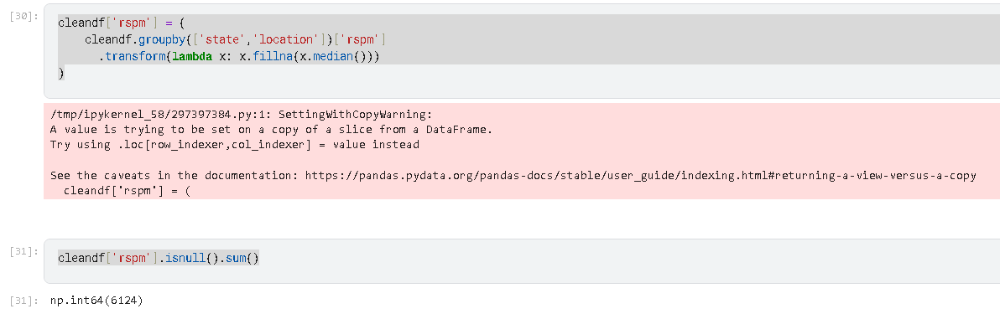 [30]:
cleandf['rspm'] = (
    cleandf.groupby(['state','location'])['rspm']
      .transform(lambda x: x.fillna(x.median()))
)
/tmp/ipykernel_58/297397384.py:1: SettingWithCopyWarning:
A value is trying to be set on a copy of a slice from a DataFrame.
Try using .loc[row_indexer,col_indexer] = value instead
See the caveats in the documentation: https://pandas.pydata.org/pandas-docs/stable/user_guide/indexing.html#returning-a-view-versus-a-copy
  cleandf['rspm'] = (
[31]:
cleandf['rspm'].isnull().sum()
[31]:
np.int64(6124)